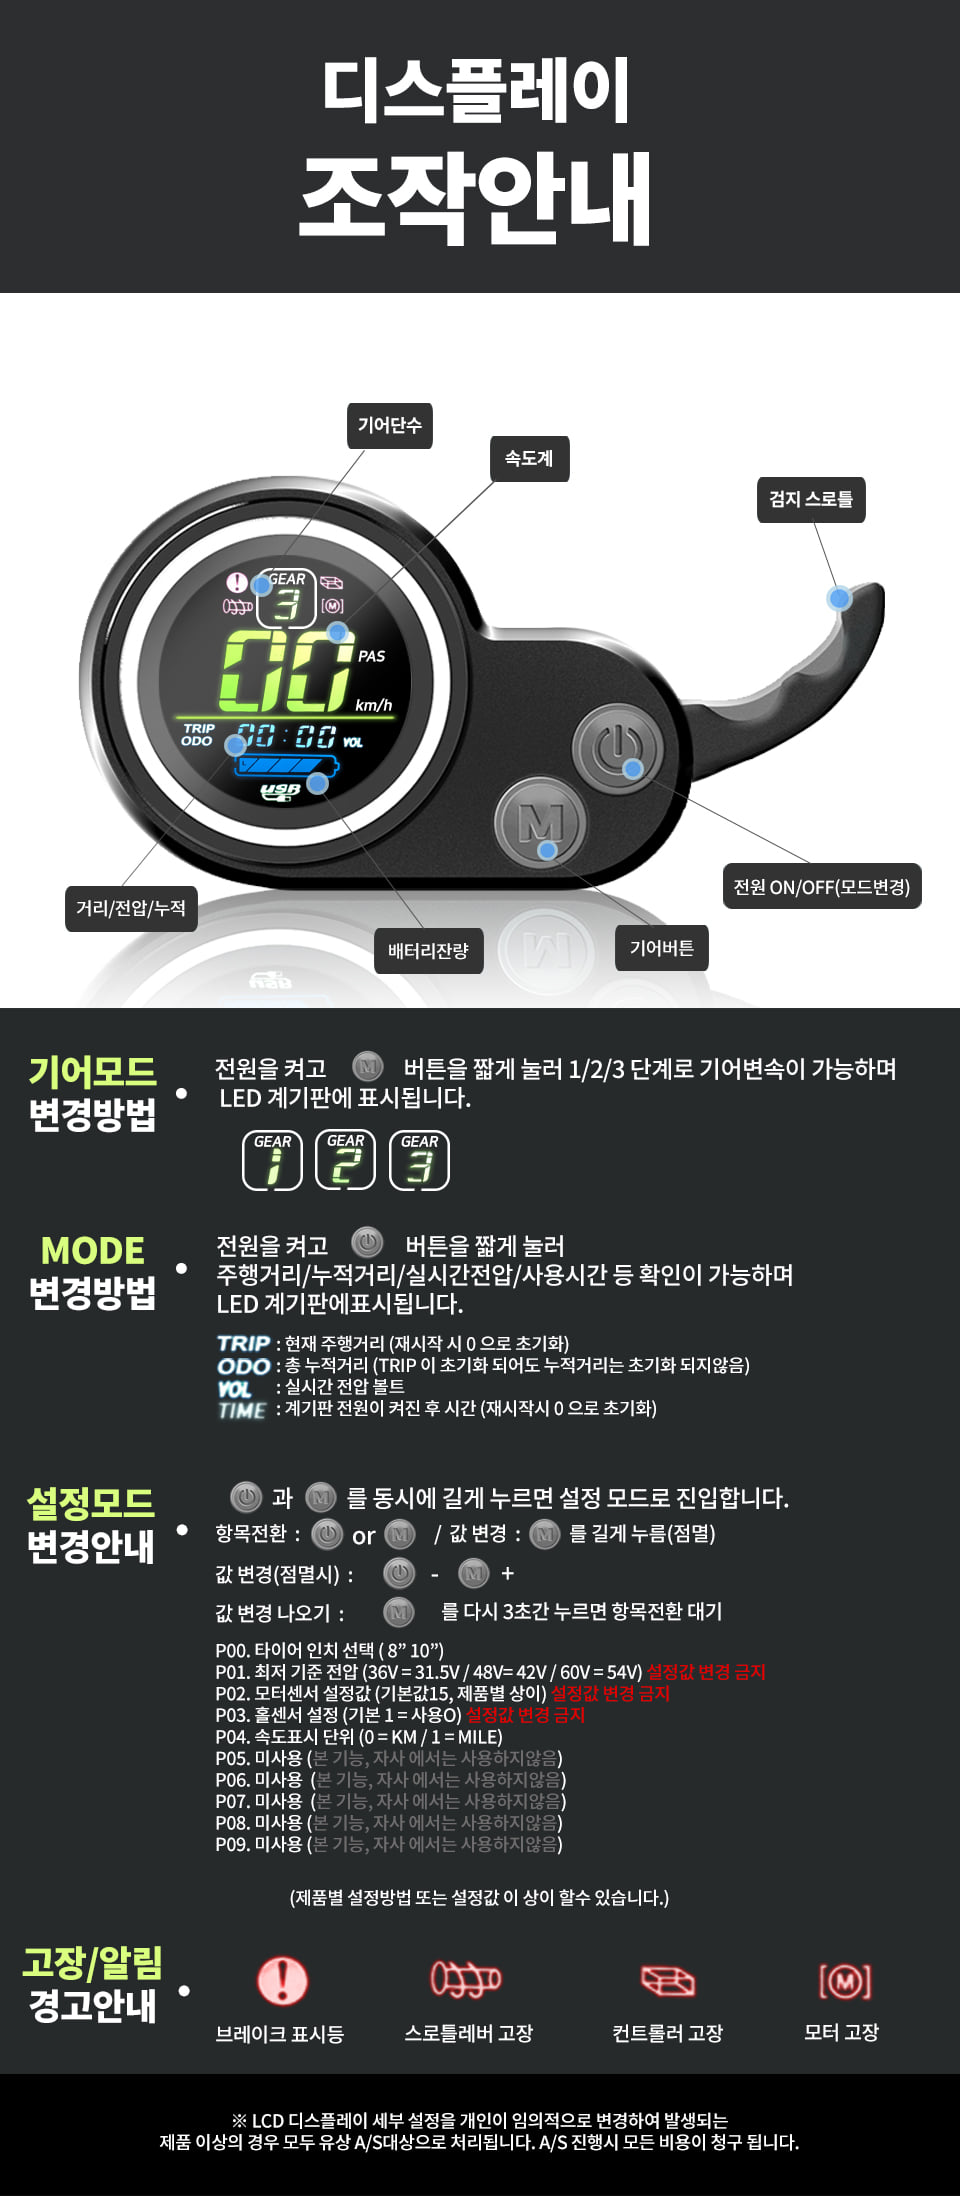 디스플레이
조작안내
기어단수
속도계
검지 스로틀
GEAR
3
M
00
PAS
km/h
TRIP
ODO
00:00 VOL
USB
M
전원 ON/OFF(모드변경)
거리/전압/누적
배터리잔량
기어버튼
기어모드
변경방법
전원을 켜고 M 버튼을 짧게 눌러 1/2/3 단계로 기어변속이 가능하며
LED 계기판에 표시됩니다.
GEAR GEAR GEAR
1 2 3
MODE
변경방법
전원을 켜고 버튼을 짧게 눌러
주행거리/누적거리/실시간전압/사용시간 등 확인이 가능하며
LED 계기판에표시됩니다.
TRIP : 현재 주행거리 (재시작 시 0 으로 초기화)
ODO : 총 누적거리 (TRIP 이 초기화 되어도 누적거리는 초기화 되지않음)
VOL : 실시간 전압 볼트
TIME : 계기판 전원이 켜진 후 시간 (재시작시 0 으로 초기화)
설정모드
변경안내
과 M 를 동시에 길게 누르면 설정 모드로 진입합니다.
항목전환 : or M / 값 변경 : M 를 길게 누름(점멸)
값 변경(점멸시) : - M +
값 변경 나오기 : M 를 다시 3초간 누르면 항목전환 대기
P00. 타이어 인치 선택 ( 8” 10”)
P01. 최저 기준 전압 (36V = 31.5V / 48V= 42V / 60V = 54V) 설정값 변경 금지
P02. 모터센서 설정값 (기본값15, 제품별 상이) 설정값 변경 금지
P03. 홀센서 설정 (기본 1 = 사용O) 설정값 변경 금지
P04. 속도표시 단위 (0 = KM / 1 = MILE)
P05. 미사용 (본 기능, 자사 에서는 사용하지않음)
P06. 미사용 (본 기능, 자사 에서는 사용하지않음)
P07. 미사용 (본 기능, 자사 에서는 사용하지않음)
P08. 미사용 (본 기능, 자사 에서는 사용하지않음)
P09. 미사용 (본 기능, 자사 에서는 사용하지않음)
(제품별 설정방법 또는 설정값 이 상이 할수 있습니다.)
고장/알림
경고안내
M
브레이크 표시등
스로틀레버 고장
컨트롤러 고장
모터 고장
※ LCD 디스플레이 세부 설정을 개인이 임의적으로 변경하여 발생되는
제품 이상의 경우 모두 유상 A/S대상으로 처리됩니다. A/S 진행시 모든 비용이 청구 됩니다.